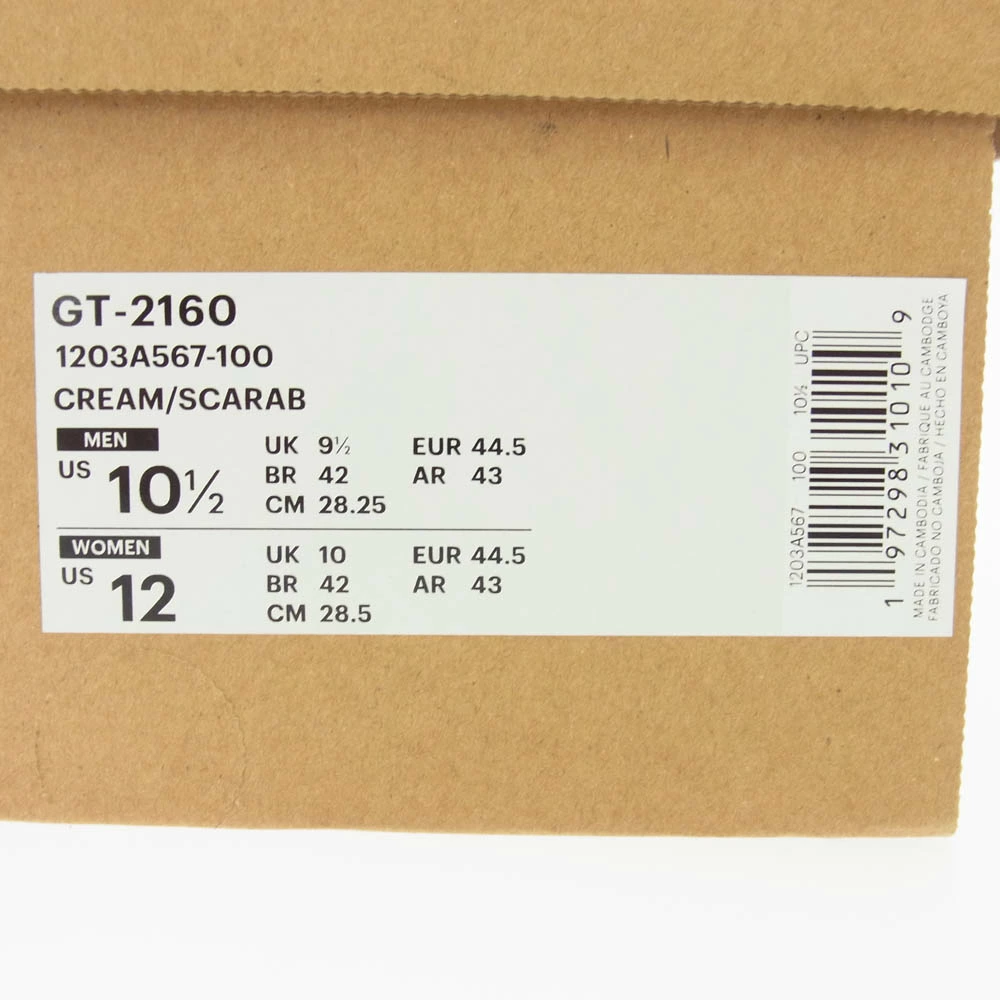 GT-2160
1203A567-100
CREAM/SCARAB
MEN
US 10½
UK 9½ EUR 44.5
BR 42 AR 43
CM 28.25
WOMEN
US 12
UK 10 EUR 44.5
BR 42 AR 43
CM 28.5
1203A567 100 10½ UPC
1 97298 31010 9
MADE IN CAMBODIA / FABRIQUE AU CAMBODGE
FABRICADO NO CAMBOJA / HECHO EN CAMBOYA